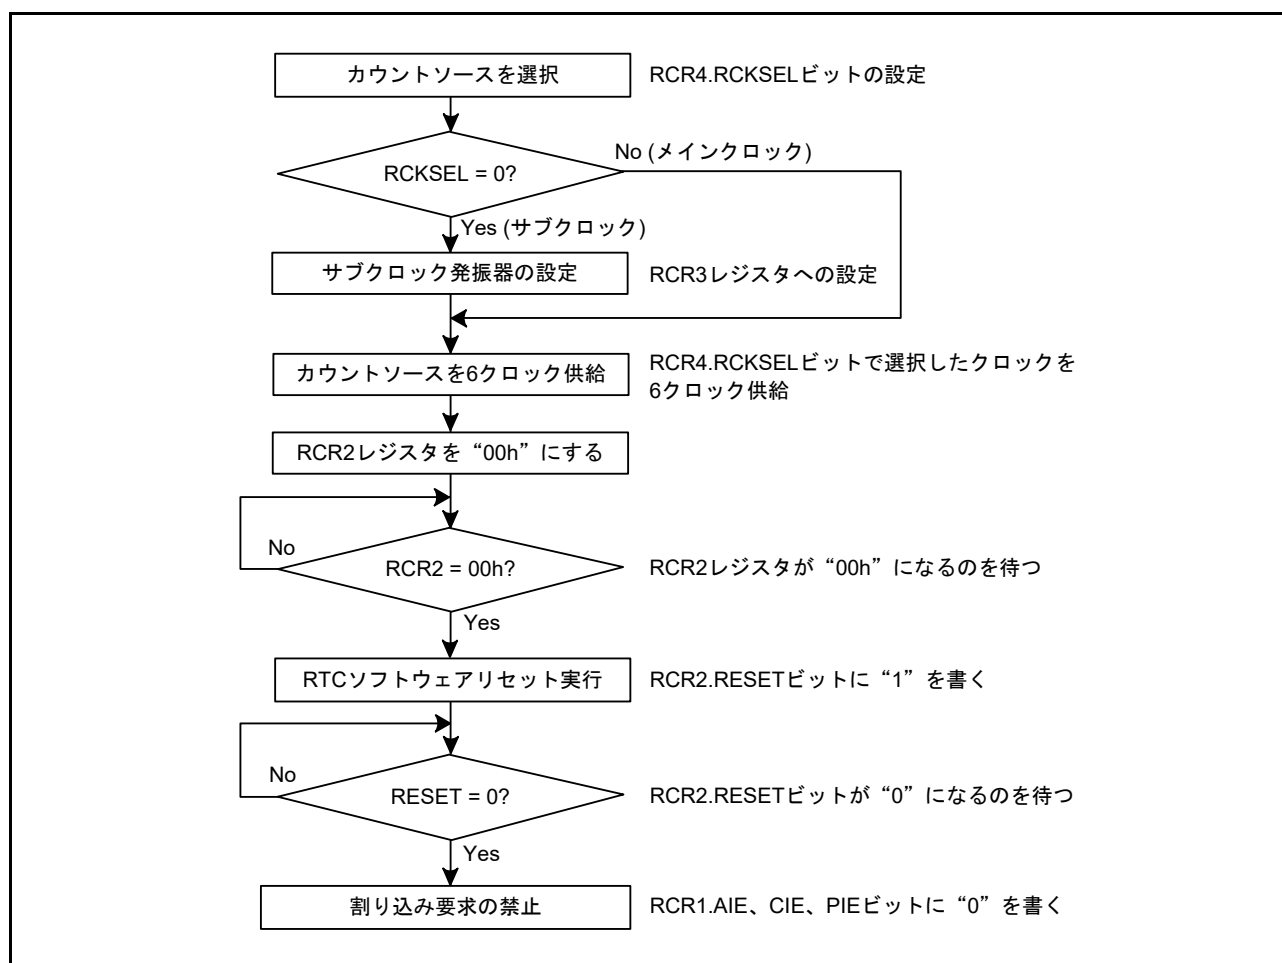 カウントソースを選択
RCR4.RCKSELビットの設定
No (メインクロック)
RCKSEL = 0?
Yes (サブクロック)
サブクロック発振器の設定
RCR3レジスタへの設定
カウントソースを6クロック供給
RCR4.RCKSELビットで選択したクロックを
6クロック供給
RCR2レジスタを“00h”にする
No
RCR2 = 00h?
RCR2レジスタが“00h”になるのを待つ
Yes
RTCソフトウェアリセット実行
RCR2.RESETビットに“1”を書く
No
RESET = 0?
RCR2.RESETビットが“0”になるのを待つ
Yes
割り込み要求の禁止
RCR1.AIE、CIE、PIEビットに“0”を書く